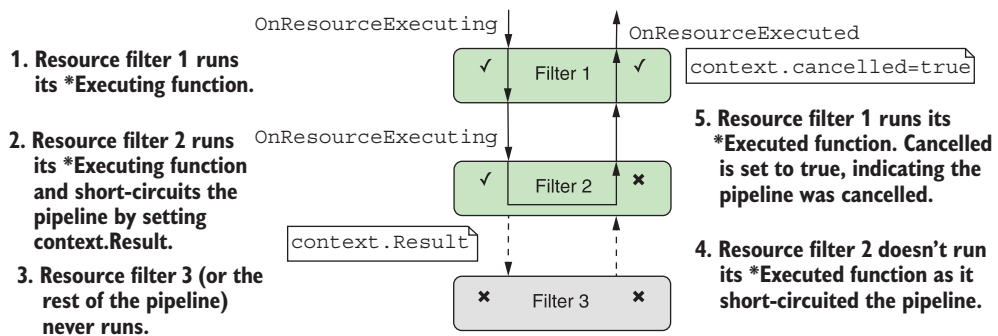 OnResourceExecuting
OnResourceExecuted
1. Resource filter 1 runs
its *Executing function.
✓ Filter 1 ✓
context.cancelled=true
2. Resource filter 2 runs
its *Executing function
and short-circuits the
pipeline by setting
context.Result.
OnResourceExecuting
✓ Filter 2 ✖
5. Resource filter 1 runs its
*Executed function. Cancelled
is set to true, indicating the
pipeline was cancelled.
context.Result
3. Resource filter 3 (or the
rest of the pipeline)
never runs.
✖ Filter 3 ✖
4. Resource filter 2 doesn’t run
its *Executed function as it
short-circuited the pipeline.